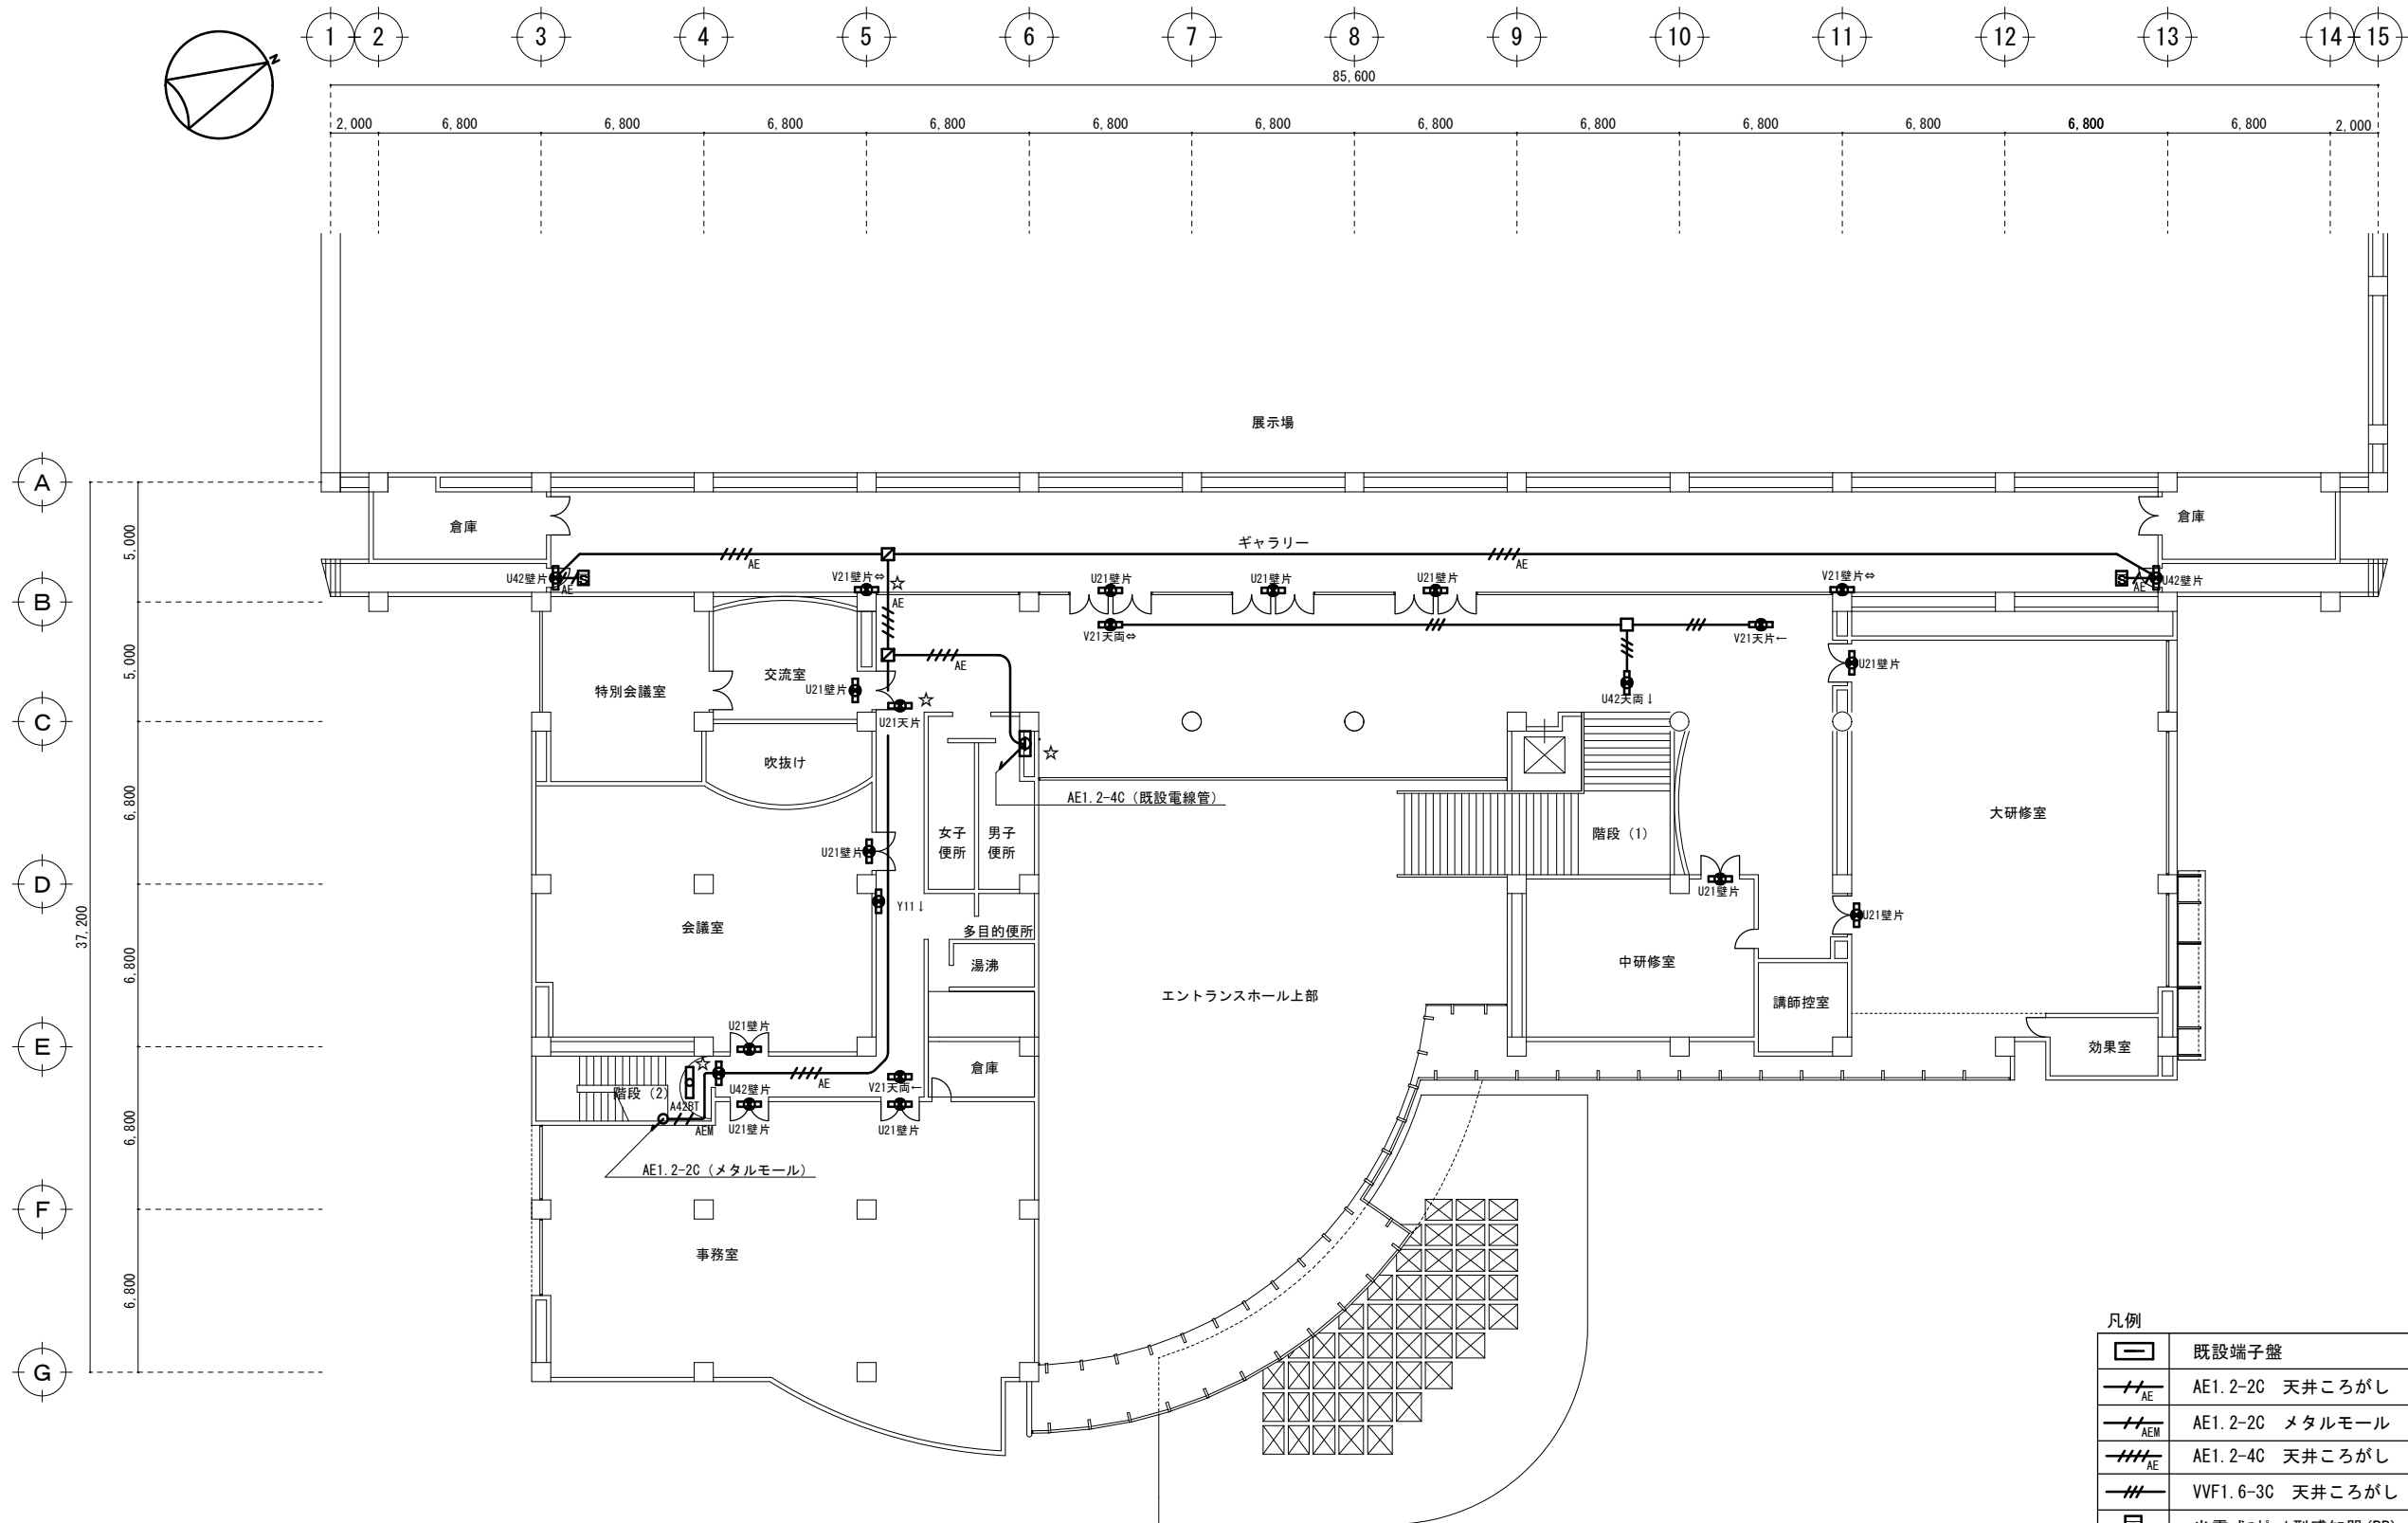 1 2 3 4 5 6 7 8 9 10 11 12 13 14 15
N
85,600
2,000 6,800 6,800 6,800 6,800 6,800 6,800 6,800 6,800 6,800 6,800 6,800 6,800 2,000
展示場
A
倉庫
倉庫
5,000
ギャラリー
AE
AE
U42壁片
AE
V21壁片⇔
☆
AE
U21壁片
U21壁片
U21壁片
V21壁片⇔
S
S
AE
U42壁片
B
V21天両⇔
V21天片←
5,000
特別会議室
交流室
U21壁片
AE
U21壁片
☆
U42天両↓
U21天片
C
☆
吹抜け
AE1.2-4C（既設電線管）
6,800
女子
便所
男子
便所
階段（1）
大研修室
U21壁片
D
U21壁片
Y11↓
U21壁片
37,200
会議室
多目的便所
6,800
湯沸
中研修室
エントランスホール上部
講師控室
U21壁片
E
☆
倉庫
効果室
AE
階段（2）
U42壁片
V21天両←
A42BT
AEM
U21壁片
U21壁片
6,800
AE1.2-2C（メタルモール）
F
事務室
6,800
凡例
G
既設端子盤
AE
AE1.2-2C 天井ころがし
AEM
AE1.2-2C メタルモール
AE
AE1.2-4C 天井ころがし
VVF1.6-3C 天井ころがし